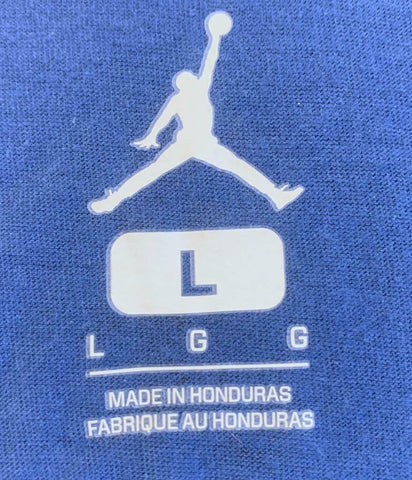 L
L G G
MADE IN HONDURAS
FABRIQUE AU HONDURAS